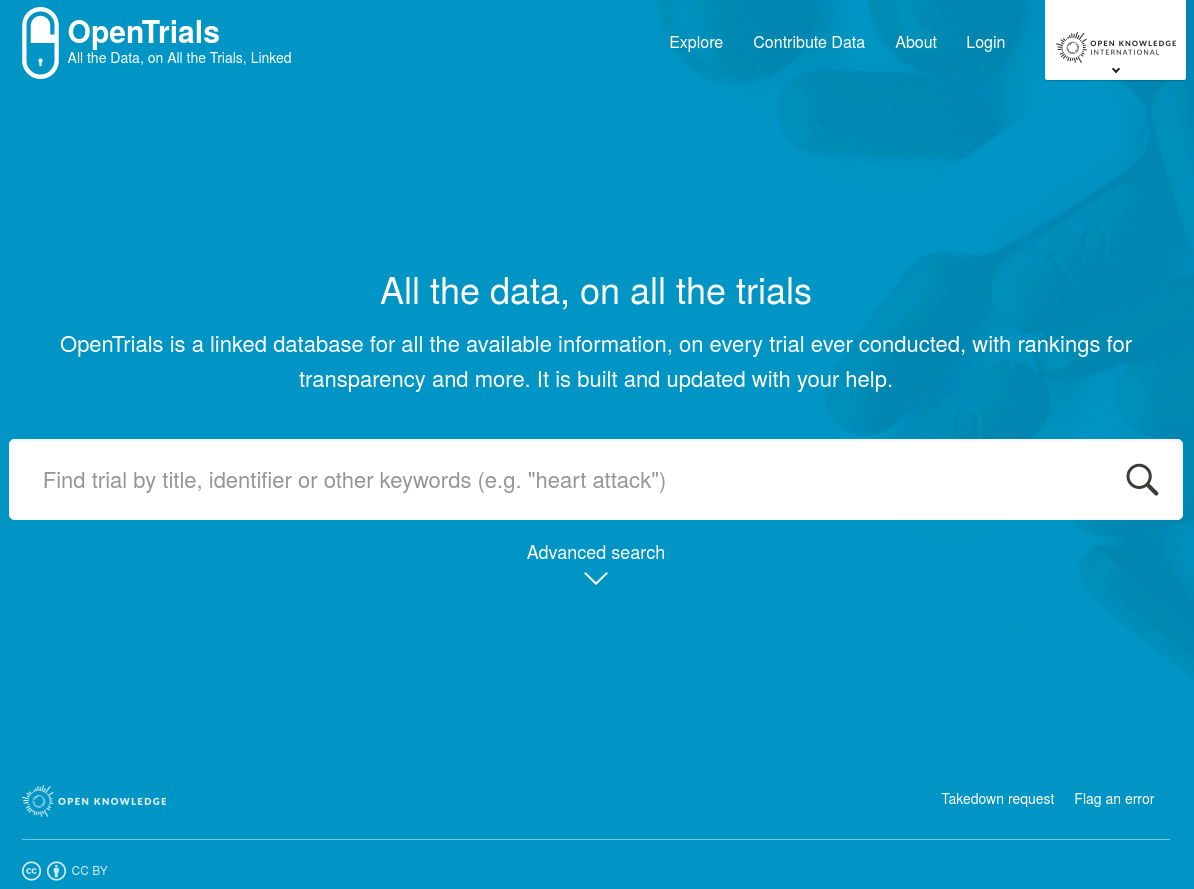 OpenTrials
All the Data, on All the Trials, Linked
Explore
Contribute Data
About
Login
OPEN KNOWLEDGE
INTERNATIONAL
All the data, on all the trials
OpenTrials is a linked database for all the available information, on every trial ever conducted, with rankings for
transparency and more. It is built and updated with your help.
Find trial by title, identifier or other keywords (e.g. "heart attack")
Advanced search
OPEN KNOWLEDGE
Takedown request
Flag an error
cc
CC BY